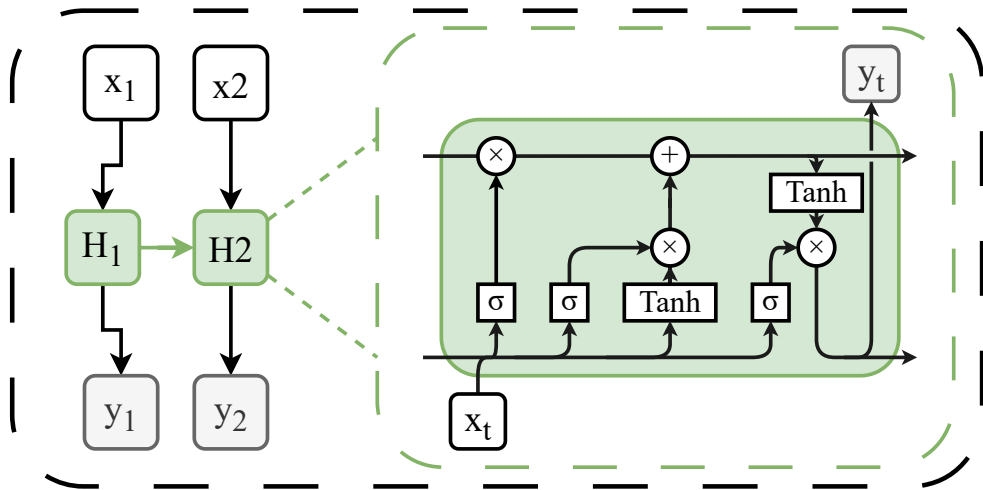 x₁ x2
H₁ H2
y₁ y₂
yₜ
× +
Tanh
× ×
σ σ Tanh σ
xₜ